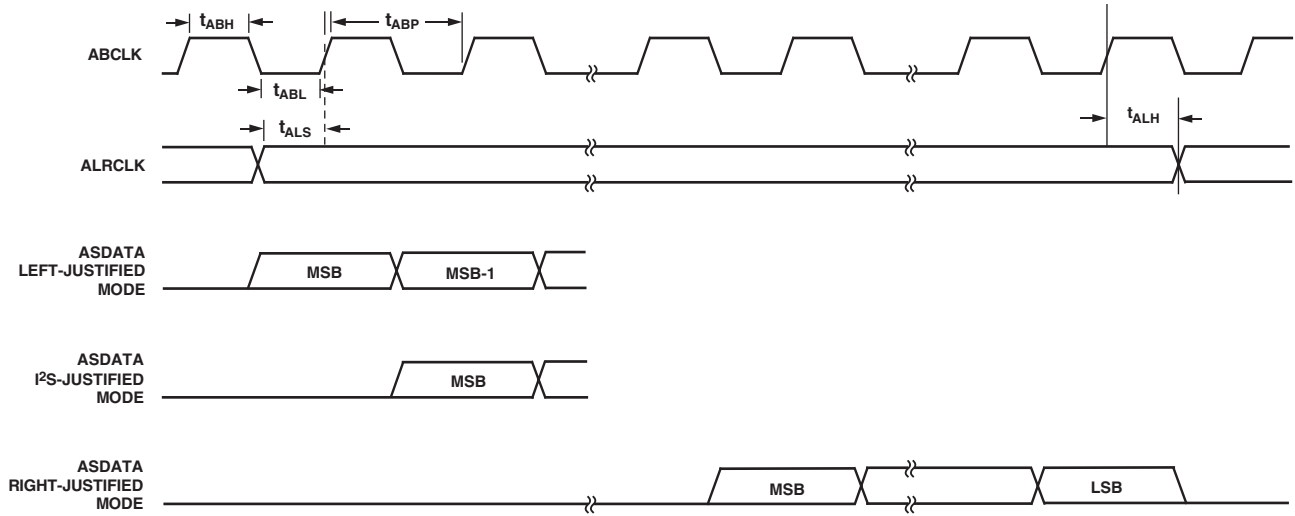 tABH
tABP
ABCLK
tABL
tALS
tALH
ALRCLK
ASDATA
LEFT-JUSTIFIED
MODE
MSB
MSB-1
ASDATA
I²S-JUSTIFIED
MODE
MSB
ASDATA
RIGHT-JUSTIFIED
MODE
MSB
LSB